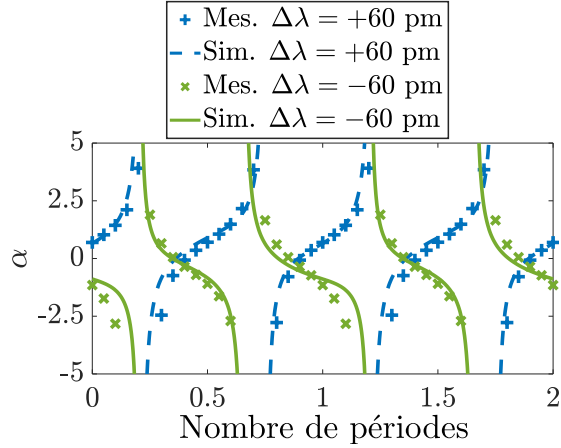 Mes. Δλ = +60 pm
Sim. Δλ = +60 pm
Mes. Δλ = −60 pm
Sim. Δλ = −60 pm
5
2.5
0
-2.5
-5
α
0 0.5 1 1.5 2
Nombre de périodes